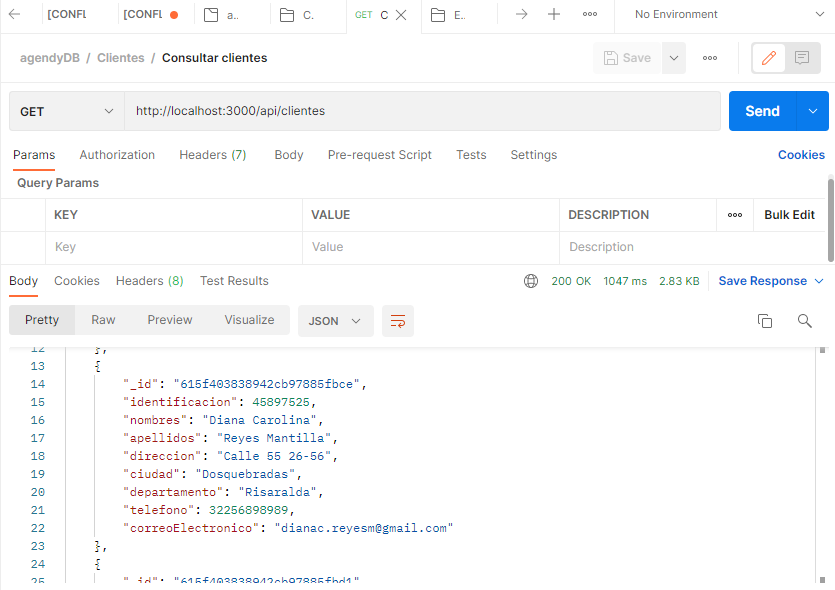 [CONFL [CONFL a.. C. GET C E.. No Environment
agendyDB / Clientes / Consultar clientes Save
GET http://localhost:3000/api/clientes Send
Params Authorization Headers (7) Body Pre-request Script Tests Settings Cookies
Query Params
KEY VALUE DESCRIPTION Bulk Edit
Key Value Description
Body Cookies Headers (8) Test Results 200 OK 1047 ms 2.83 KB Save Response
Pretty Raw Preview Visualize JSON
12 },
13 {
14 "_id": "615f403838942cb97885fbce",
15 "identificacion": 45897525,
16 "nombres": "Diana Carolina",
17 "apellidos": "Reyes Mantilla",
18 "direccion": "Calle 55 26-56",
19 "ciudad": "Dosquebradas",
20 "departamento": "Risaralda",
21 "telefono": 32256898989,
22 "correoElectronico": "dianac.reyesm@gmail.com"
23 },
24 {
25 "_id": "615f403838942cb97885fbd1"